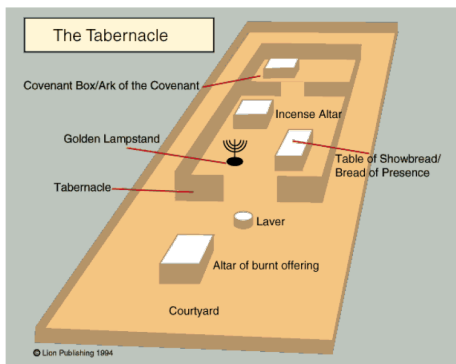 The Tabernacle
Covenant Box/Ark of the Covenant
Incense Altar
Golden Lampstand
Table of Showbread/
Bread of Presence
Tabernacle
Laver
Altar of burnt offering
Courtyard
© Lion Publishing 1994